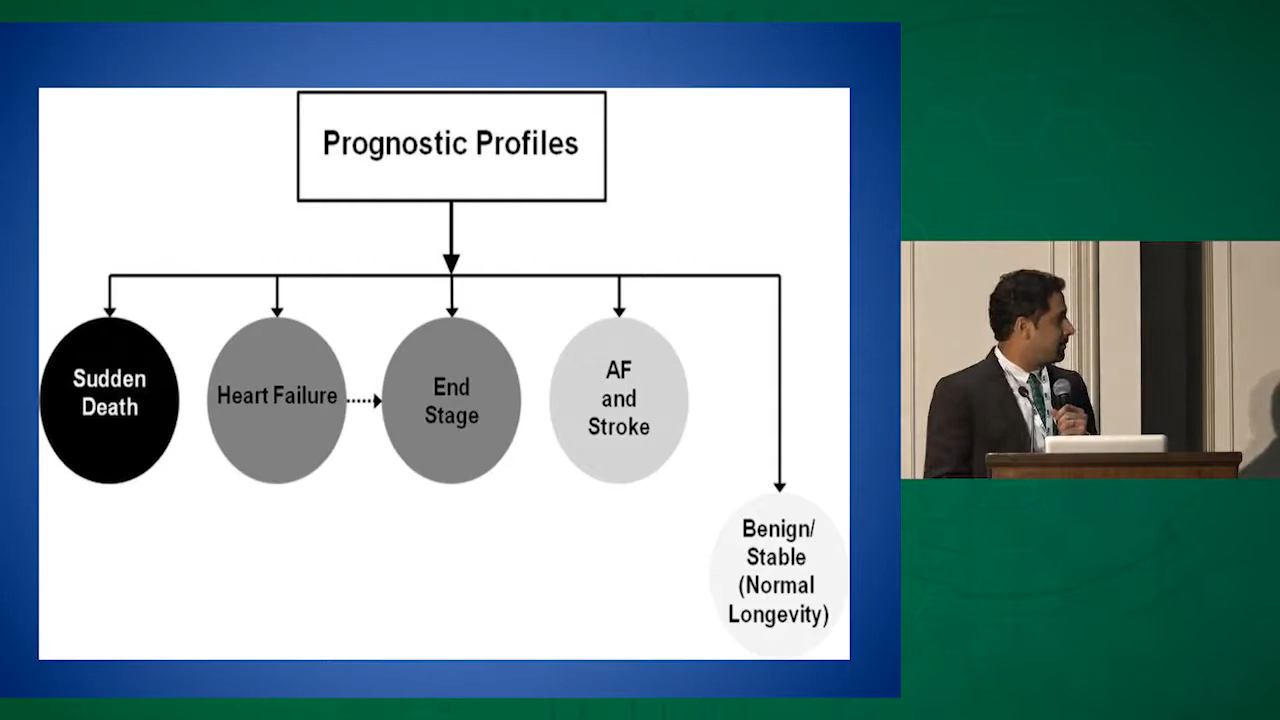 Prognostic Profiles
Sudden
Death
Heart Failure
End
Stage
AF
and
Stroke
Benign/
Stable
(Normal
Longevity)